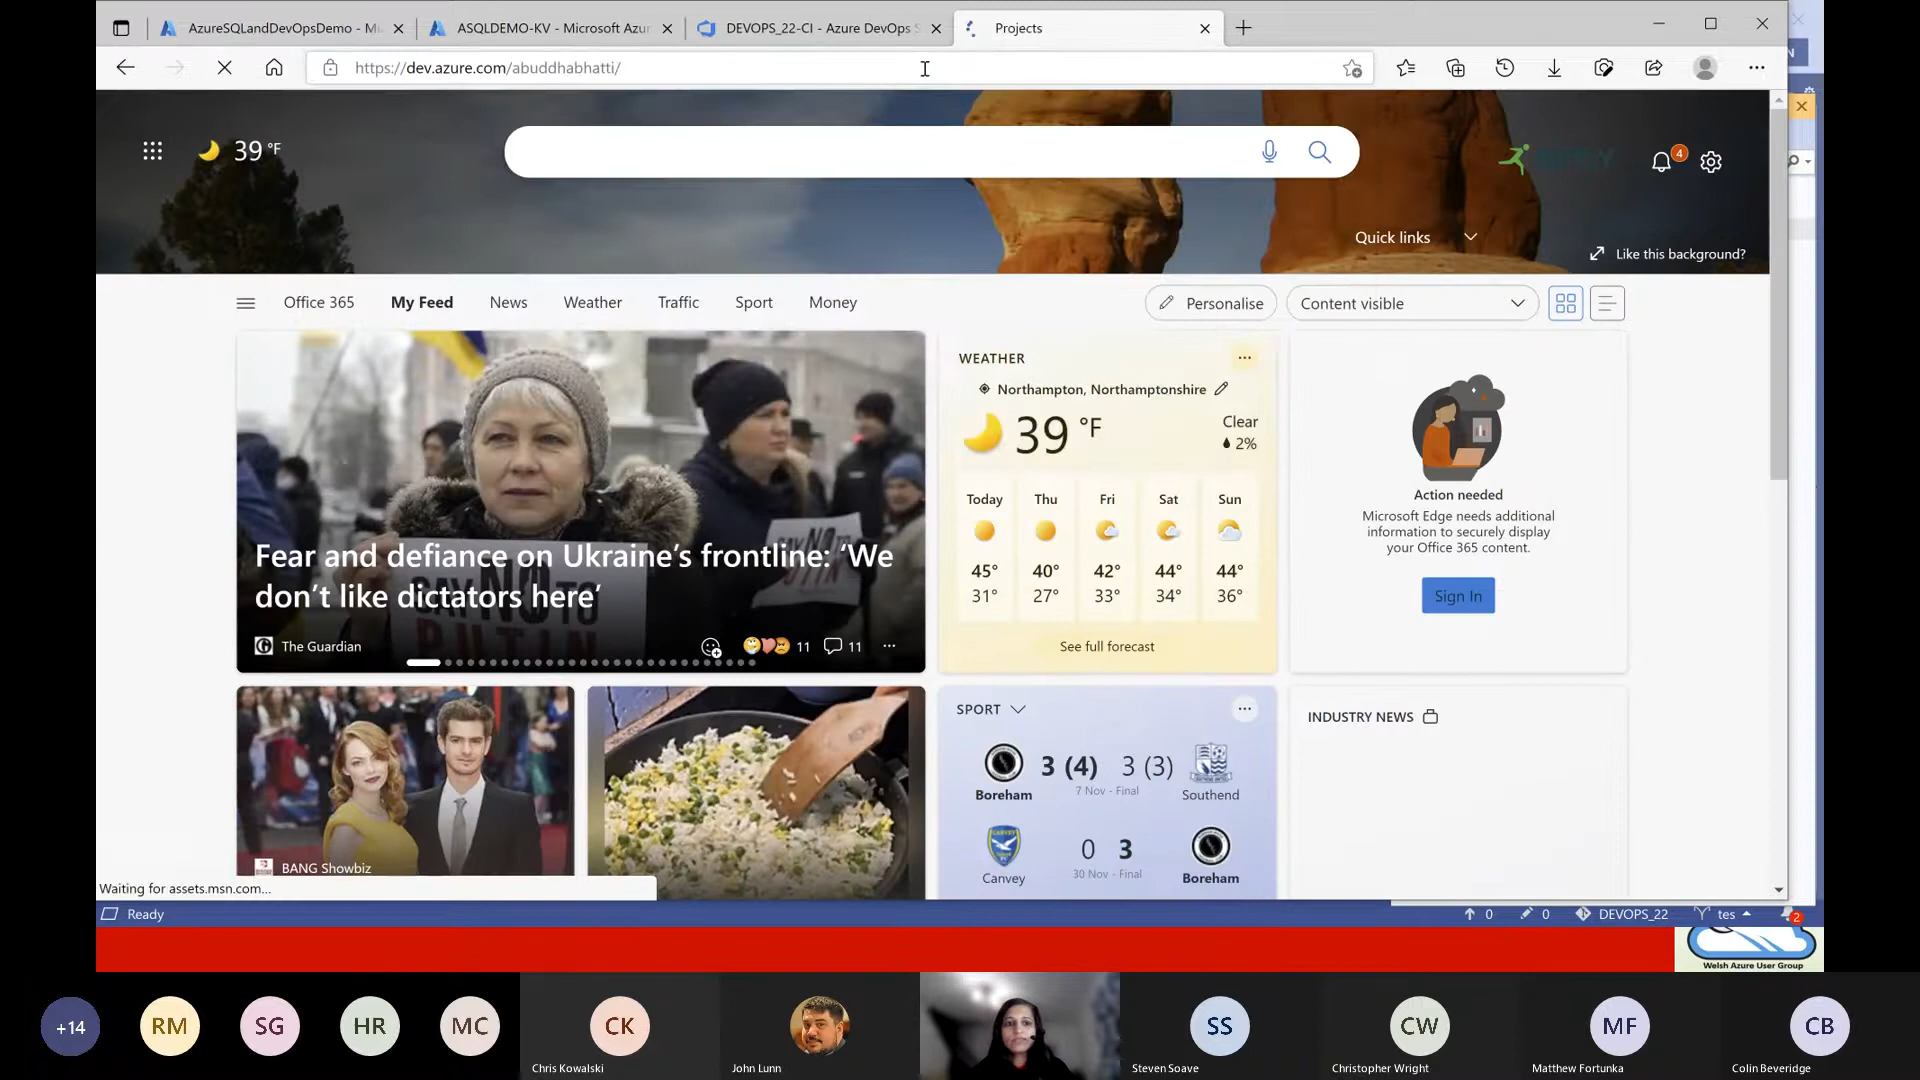 AzureSQLandDevOpsDemo - Mi
ASQLDEMO-KV - Microsoft Azur
DEVOPS_22-CI - Azure DevOps S
Projects
https://dev.azure.com/abuddhabhatti/
39 °F
4
Quick links
Like this background?
Office 365
My Feed
News
Weather
Traffic
Sport
Money
Personalise
Content visible
SAY NO TO
PUTIN
Fear and defiance on Ukraine’s frontline: ‘We
don’t like dictators here’
The Guardian
11
11
WEATHER
Northampton, Northamptonshire
39 °F
Clear
2%
Today Thu Fri Sat Sun
45° 40° 42° 44° 44°
31° 27° 33° 34° 36°
See full forecast
Action needed
Microsoft Edge needs additional
information to securely display
your Office 365 content.
Sign In
BANG Showbiz
SPORT
3 (4) 3 (3)
Boreham 7 Nov - Final Southend
0 3
Canvey 30 Nov - Final Boreham
INDUSTRY NEWS
Waiting for assets.msn.com...
Ready
0
0
DEVOPS_22
tes
2
Welsh Azure User Group
+14
RM
SG
HR
MC
CK
Chris Kowalski
John Lunn
SS
Steven Soave
CW
Christopher Wright
MF
Matthew Fortunka
CB
Colin Beveridge